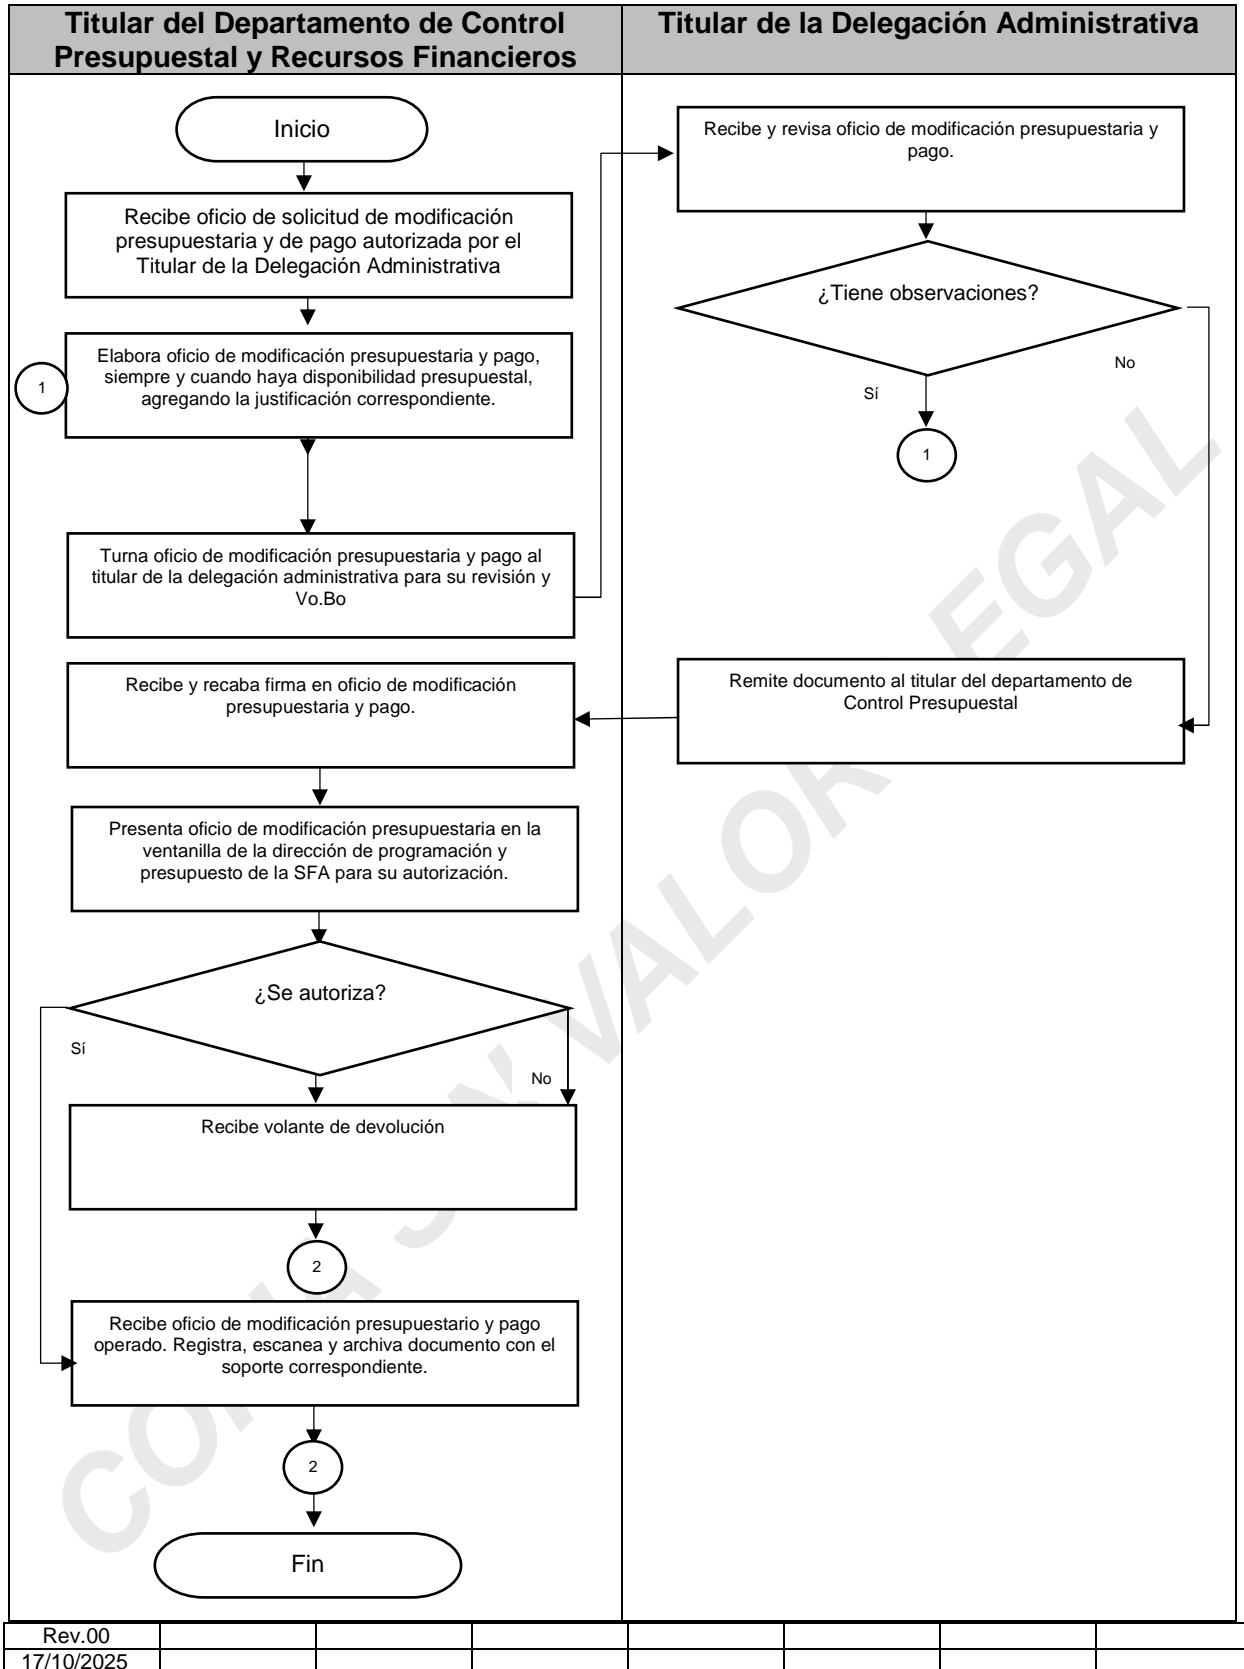 Titular del Departamento de Control
Presupuestal y Recursos Financieros
Titular de la Delegación Administrativa
Inicio
Recibe oficio de solicitud de modificación
presupuestaria y de pago autorizada por el
Titular de la Delegación Administrativa
1
Elabora oficio de modificación presupuestaria y pago,
siempre y cuando haya disponibilidad presupuestal,
agregando la justificación correspondiente.
Turna oficio de modificación presupuestaria y pago al
titular de la delegación administrativa para su revisión y
Vo.Bo
Recibe y revisa oficio de modificación presupuestaria y
pago.
¿Tiene observaciones?
No
Sí
1
Remite documento al titular del departamento de
Control Presupuestal
Recibe y recaba firma en oficio de modificación
presupuestaria y pago.
Presenta oficio de modificación presupuestaria en la
ventanilla de la dirección de programación y
presupuesto de la SFA para su autorización.
¿Se autoriza?
Sí
No
Recibe volante de devolución
2
Recibe oficio de modificación presupuestario y pago
operado. Registra, escanea y archiva documento con el
soporte correspondiente.
2
Fin
COPIA SIN VALOR LEGAL
Rev.00
17/10/2025